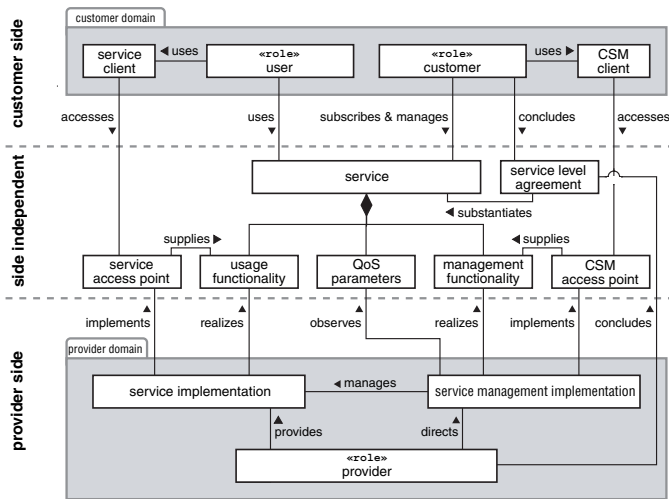 customer side
customer domain
service
client
uses
«role»
user
«role»
customer
uses
CSM
client
accesses
uses
subscribes & manages
concludes
accesses
side independent
service
service level
agreement
substantiates
supplies
supplies
service
access point
usage
functionality
QoS
parameters
management
functionality
CSM
access point
provider side
implements
realizes
observes
realizes
implements
concludes
provider domain
service implementation
manages
service management implementation
provides
directs
«role»
provider